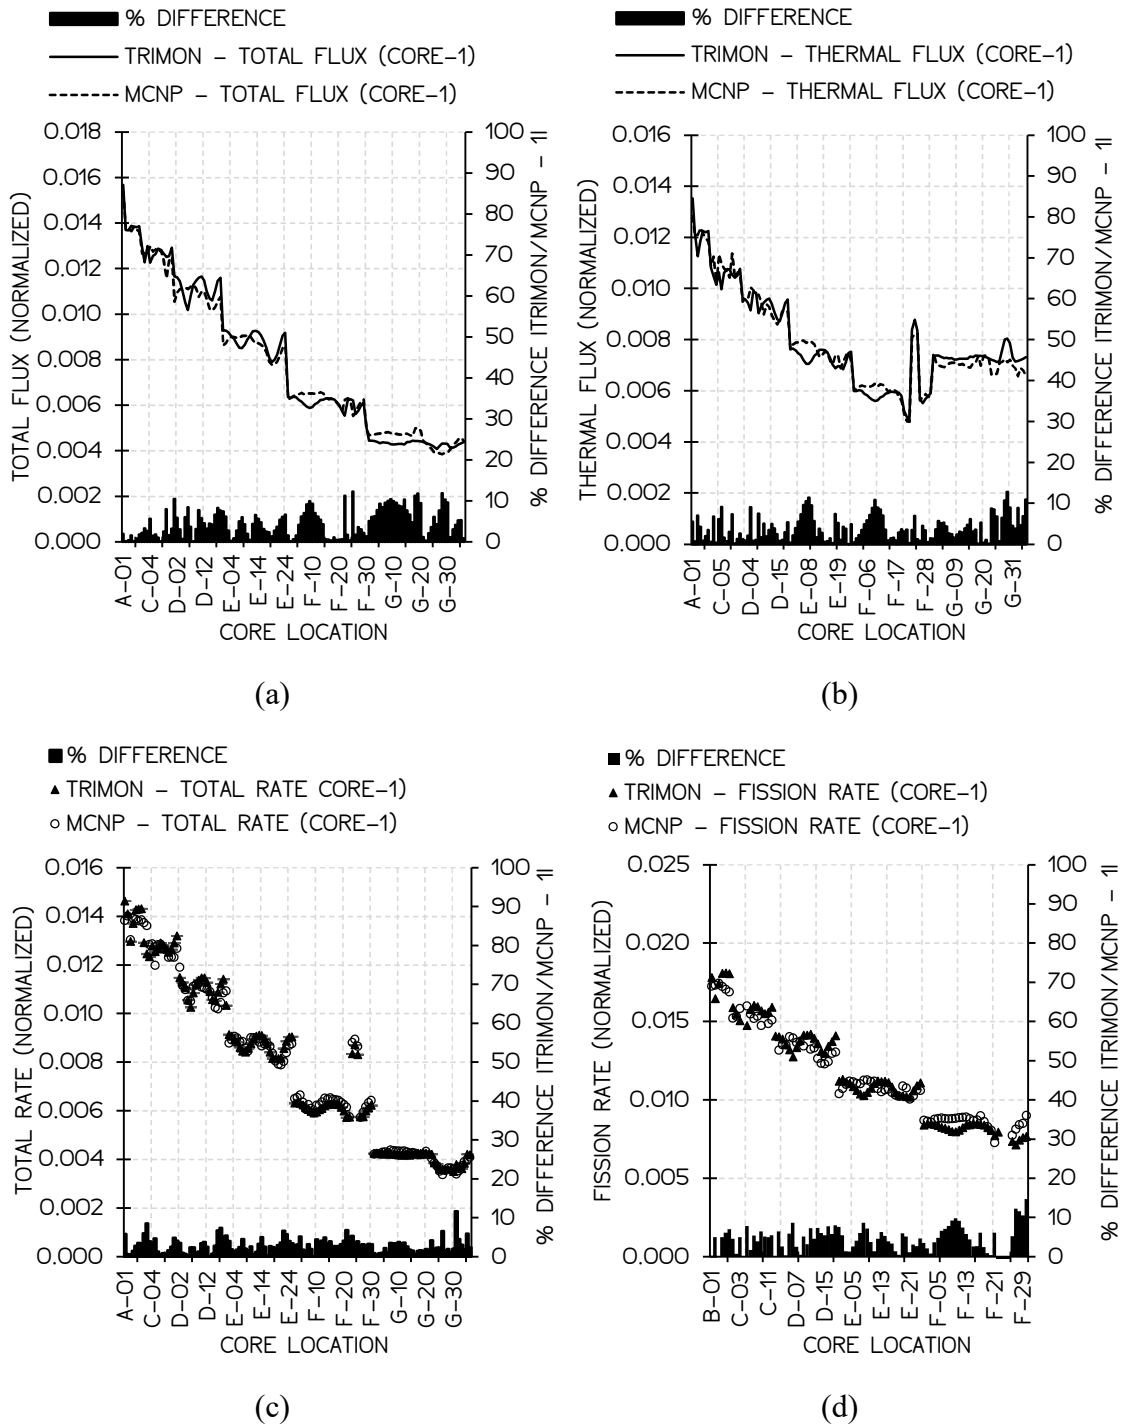 % DIFFERENCE
TRIMON – TOTAL FLUX (CORE–1)
MCNP – TOTAL FLUX (CORE–1)
TOTAL FLUX (NORMALIZED)
0.018
0.016
0.014
0.012
0.010
0.008
0.006
0.004
0.002
0.000
100
90
80
70
60
50
40
30
20
10
0
% DIFFERENCE |TRIMON/MCNP – 1|
A–01
C–04
D–02
D–12
E–04
E–14
E–24
F–10
F–20
F–30
G–10
G–20
G–30
CORE LOCATION
(a)
% DIFFERENCE
TRIMON – THERMAL FLUX (CORE–1)
MCNP – THERMAL FLUX (CORE–1)
THERMAL FLUX (NORMALIZED)
0.016
0.014
0.012
0.010
0.008
0.006
0.004
0.002
0.000
100
90
80
70
60
50
40
30
20
10
0
% DIFFERENCE |TRIMON/MCNP – 1|
A–01
C–05
D–04
D–15
E–08
E–19
F–06
F–17
F–28
G–09
G–20
G–31
CORE LOCATION
(b)
% DIFFERENCE
TRIMON – TOTAL RATE CORE–1)
MCNP – TOTAL RATE (CORE–1)
TOTAL RATE (NORMALIZED)
0.016
0.014
0.012
0.010
0.008
0.006
0.004
0.002
0.000
100
90
80
70
60
50
40
30
20
10
0
% DIFFERENCE |TRIMON/MCNP – 1|
A–01
C–04
D–02
D–12
E–04
E–14
E–24
F–10
F–20
F–30
G–10
G–20
G–30
CORE LOCATION
(c)
% DIFFERENCE
TRIMON – FISSION RATE (CORE–1)
MCNP – FISSION RATE (CORE–1)
FISSION RATE (NORMALIZED)
0.025
0.020
0.015
0.010
0.005
0.000
100
90
80
70
60
50
40
30
20
10
0
% DIFFERENCE |TRIMON/MCNP – 1|
B–01
C–03
C–11
D–07
D–15
E–05
E–13
E–21
F–05
F–13
F–21
F–29
CORE LOCATION
(d)